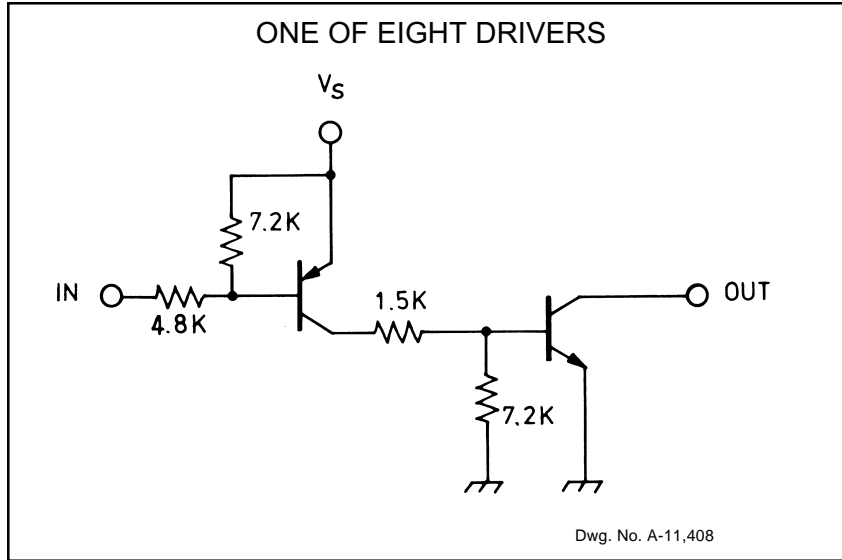 ONE OF EIGHT DRIVERS
VS
7.2K
IN
4.8K
1.5K
OUT
7.2K
Dwg. No. A-11,408